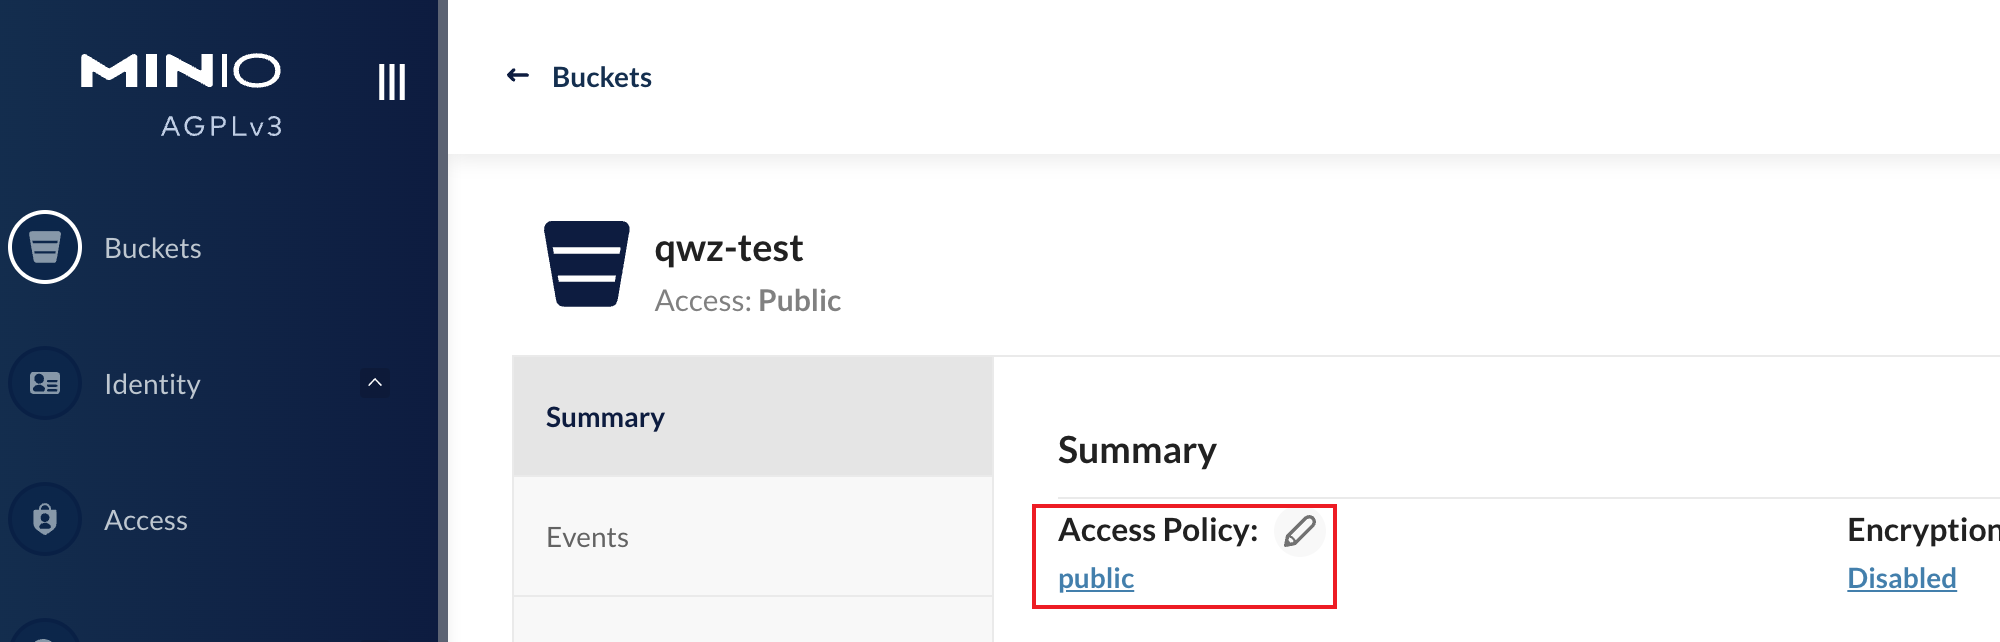 MINIO
AGPLv3
Buckets
Identity
Access
Buckets
qwz-test
Access: Public
Summary
Events
Summary
Access Policy:
public
Encryption
Disabled